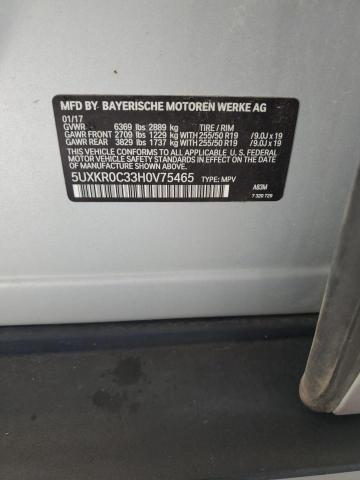 MFD BY BAYERISCHE MOTOREN WERKE AG
01/17
GVWR 6369 lbs 2889 kg TIRE / RIM
GAWR FRONT 2709 lbs 1229 kg WITH 255/50 R19 /9.0J x 19
GAWR REAR 3829 lbs 1737 kg WITH 255/50 R19 /9.0J x 19
THIS VEHICLE CONFORMS TO ALL APPLICABLE FEDERAL MOTOR
VEHICLE SAFETY STANDARDS IN EFFECT ON THE DATE
OF MANUFACTURE SHOWN ABOVE.
5UXKR0C33H0V75465 TYPE: MPV
A83M
7 320 729